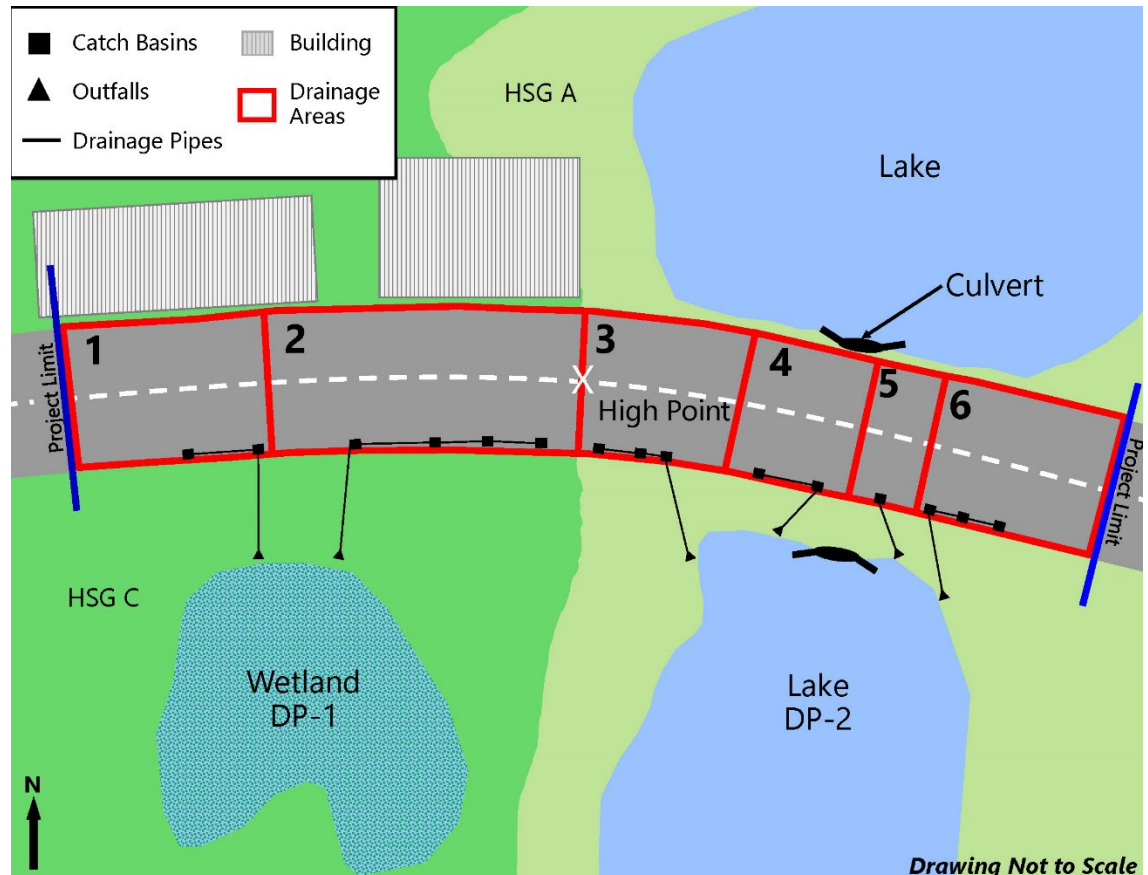 Catch Basins
Building
Outfalls
Drainage
Areas
Drainage Pipes
HSG A
Lake
Culvert
Project Limit
1
2
3
4
5
6
X
High Point
Project Limit
HSG C
Wetland
DP-1
Lake
DP-2
N
Drawing Not to Scale